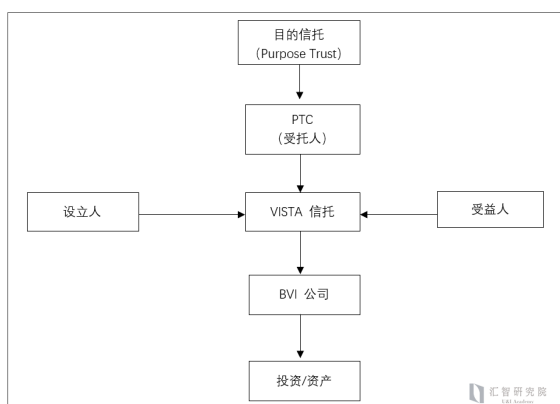 目的信托
(Purpose Trust)
PTC
(受托人)
设立人
VISTA 信托
受益人
BVI 公司
投资/资产
汇智研究院
E&I Academy